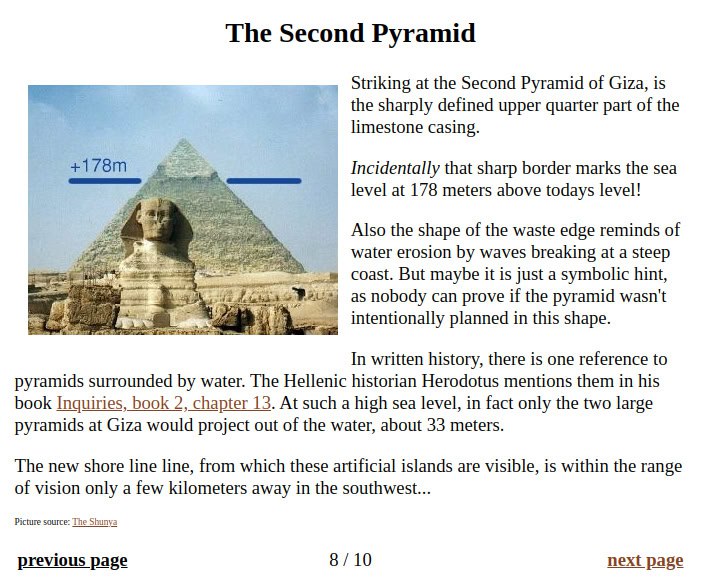 The Second Pyramid
+178m
Striking at the Second Pyramid of Giza, is
the sharply defined upper quarter part of the
limestone casing.
Incidentally that sharp border marks the sea
level at 178 meters above todays level!
Also the shape of the waste edge reminds of
water erosion by waves breaking at a steep
coast. But maybe it is just a symbolic hint,
as nobody can prove if the pyramid wasn't
intentionally planned in this shape.
In written history, there is one reference to
pyramids surrounded by water. The Hellenic historian Herodotus mentions them in his
book Inquiries, book 2, chapter 13. At such a high sea level, in fact only the two large
pyramids at Giza would project out of the water, about 33 meters.
The new shore line line, from which these artificial islands are visible, is within the range
of vision only a few kilometers away in the southwest...
Picture source: The Shunya
previous page 8 / 10 next page